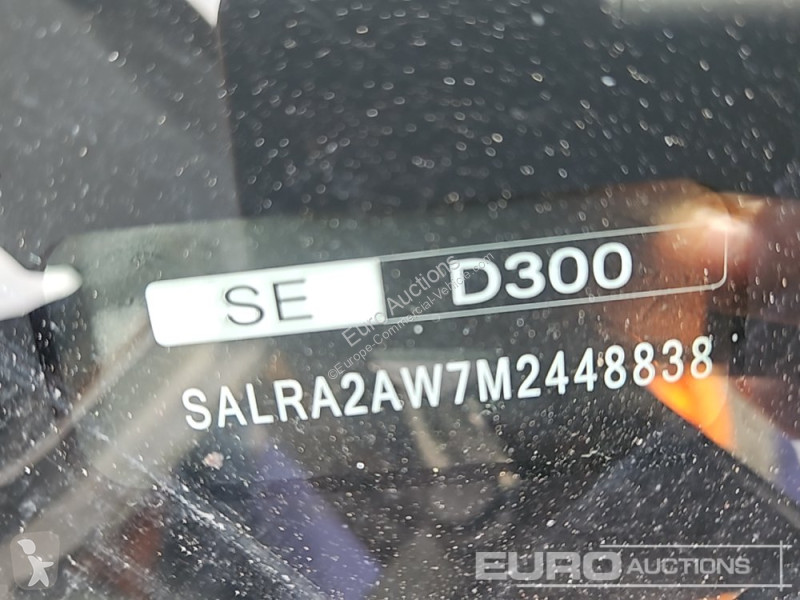 SE D300
SALRA2AW7M2448838
Euro Auctions
©Europe-Commercial-Vehicle.com
EURO AUCTIONS